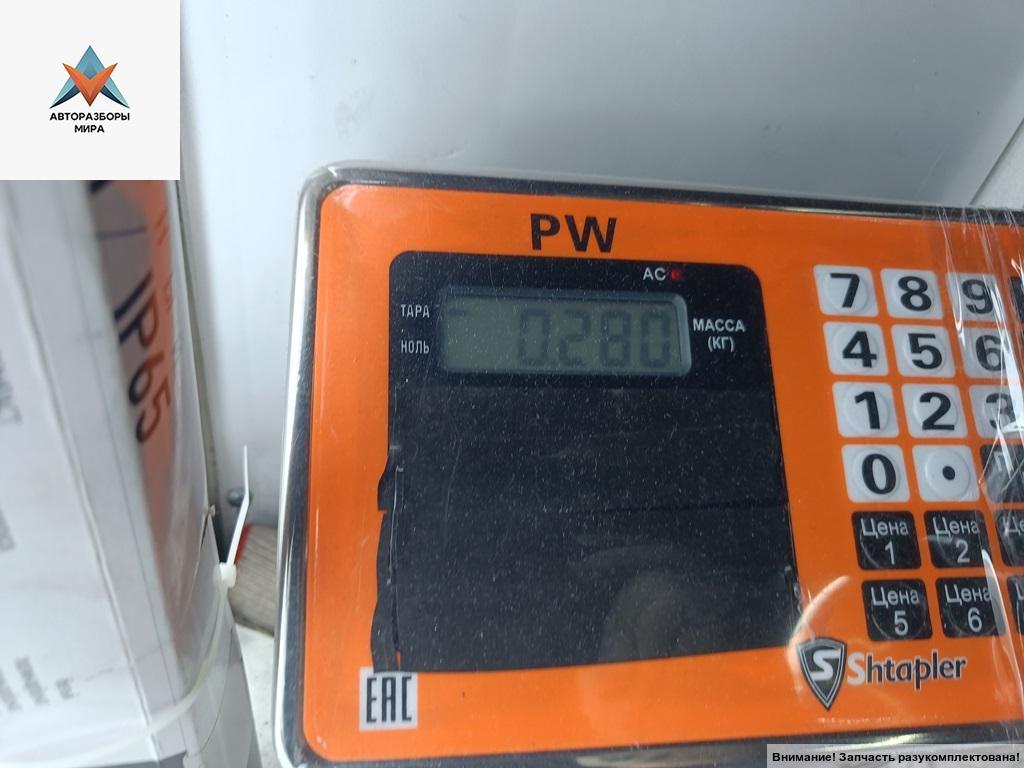 АВТОРАЗБОРЫ
МИРА
IP65
PW
AC
ТАРА
НОЛЬ
0.280
МАССА
(КГ)
7 8 9
4 5 6
1 2 3
0 .
Цена 1
Цена 2
Цена 5
Цена 6
Shtapler
EAC
Внимание! Запчасть разукомплектована!